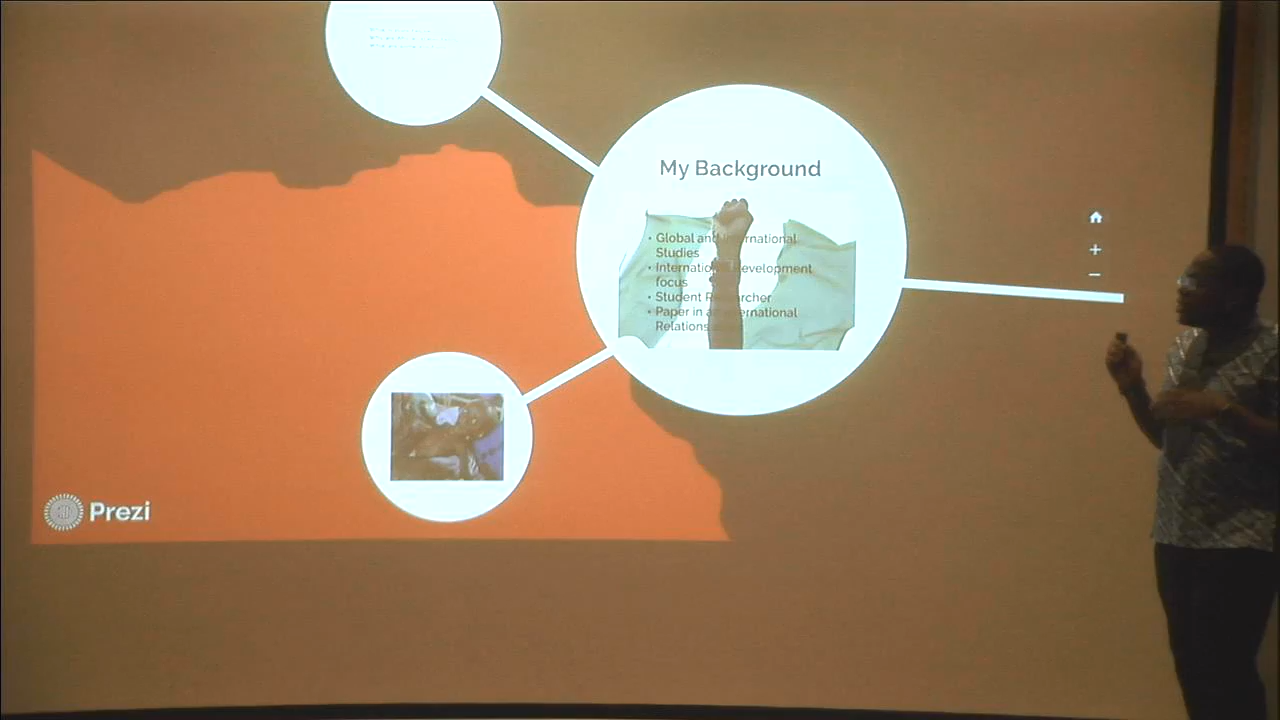 My Background
• Global and International
Studies
• International Development
focus
• Student Researcher
• Paper in an International
Relations
Prezi